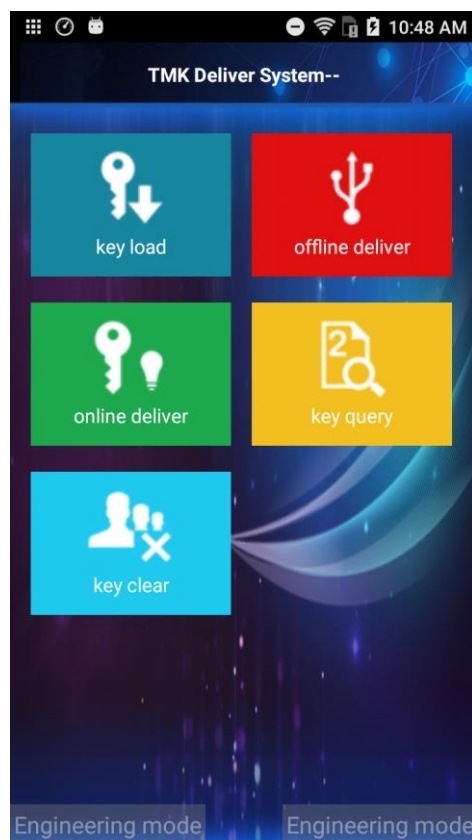 10:48 AM
TMK Deliver System--
key load
offline deliver
online deliver
2
key query
key clear
Engineering mode
Engineering mode